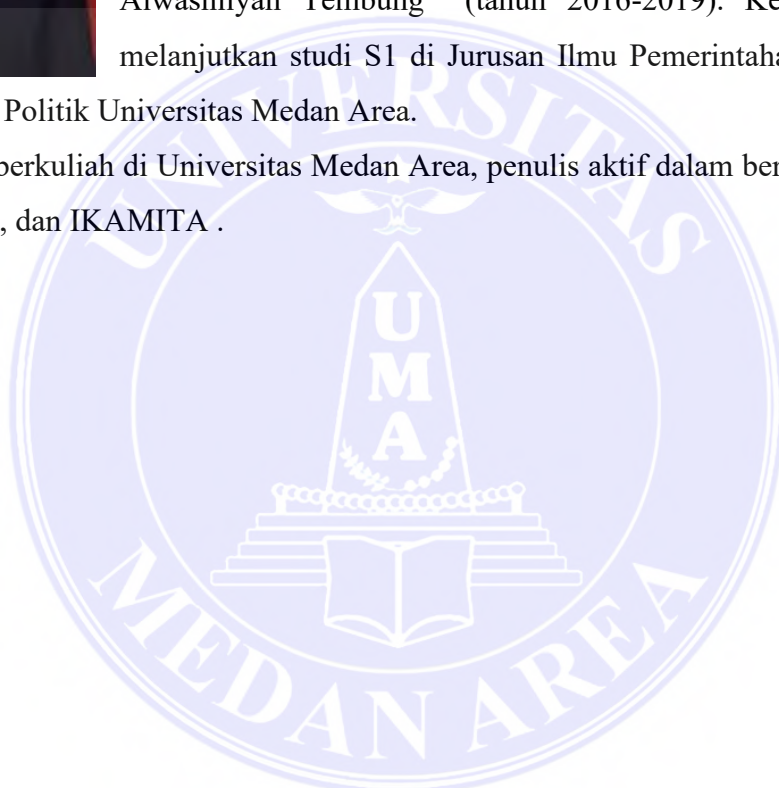 Alwashliyah Tembung (tahun 2016-2019). Ke
melanjutkan studi S1 di Jurusan Ilmu Pemerintaha
Politik Universitas Medan Area.
berkuliah di Universitas Medan Area, penulis aktif dalam ber
, dan IKAMITA .
UNIVERSITAS
U
M
A
MEDAN AREA